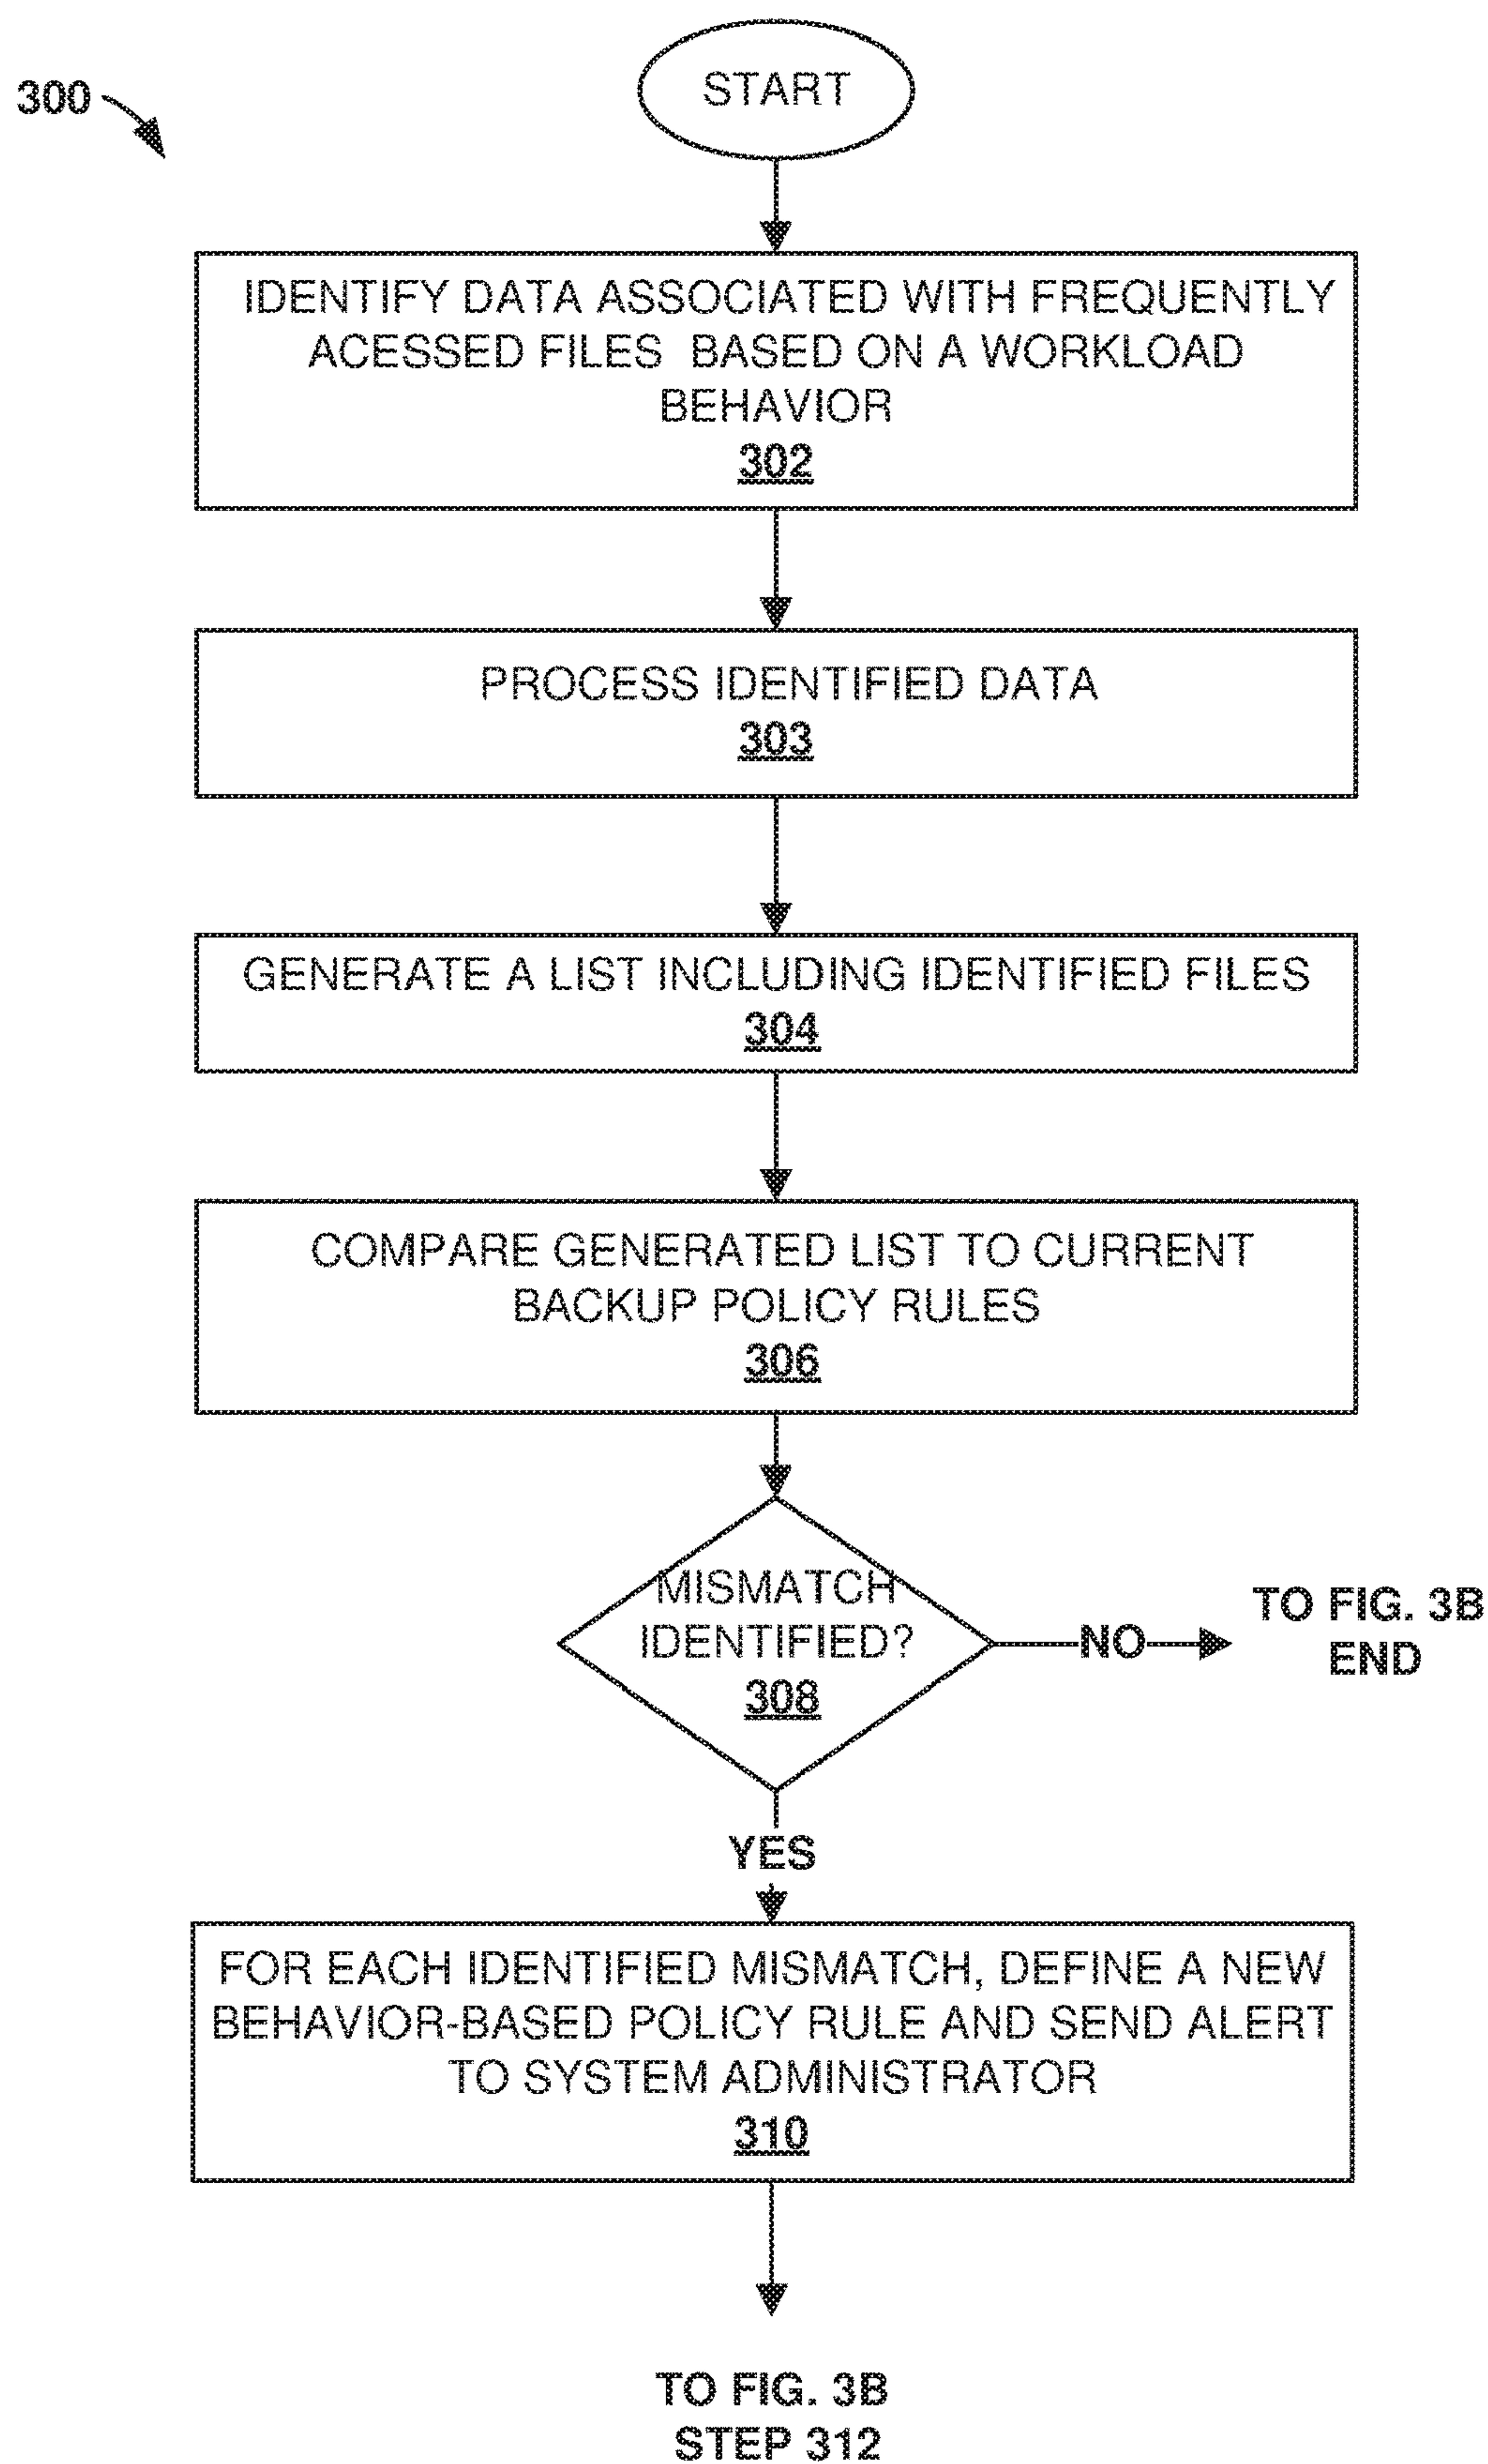 300
START
IDENTIFY DATA ASSOCIATED WITH FREQUENTLY
ACESSED FILES BASED ON A WORKLOAD
BEHAVIOR
302
PROCESS IDENTIFIED DATA
303
GENERATE A LIST INCLUDING IDENTIFIED FILES
304
COMPARE GENERATED LIST TO CURRENT
BACKUP POLICY RULES
306
MISMATCH
IDENTIFIED?
308
NO
TO FIG. 3B
END
YES
FOR EACH IDENTIFIED MISMATCH, DEFINE A NEW
BEHAVIOR-BASED POLICY RULE AND SEND ALERT
TO SYSTEM ADMINISTRATOR
310
TO FIG. 3B
STEP 312